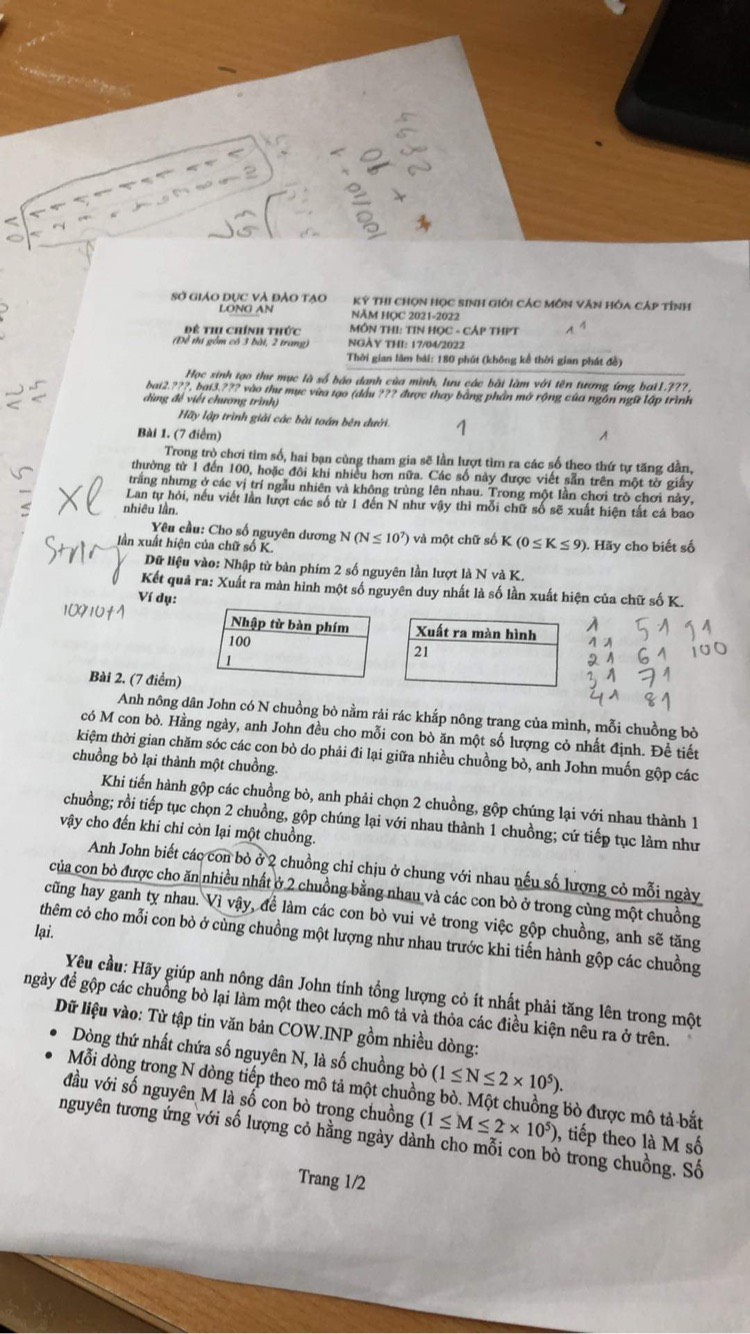 SỞ GIÁO DỤC VÀ ĐÀO TẠO
LONG AN
ĐỀ THI CHÍNH THỨC
(Đề thi gồm có 3 bài, 2 trang)
KỲ THI CHỌN HỌC SINH GIỎI CÁC MÔN VĂN HÓA CẤP TỈNH
NĂM HỌC 2021-2022
MÔN THI: TIN HỌC - CẤP THPT
NGÀY THI: 17/04/2022
Thời gian làm bài: 180 phút (không kể thời gian phát đề)
Học sinh tạo thư mục là số báo danh của mình, lưu các bài làm với tên tương ứng bai1.???,
bai2.???, bai3.??? vào thư mục vừa tạo (dấu ??? được thay bằng phần mở rộng của ngôn ngữ lập trình
dùng để viết chương trình)
Hãy lập trình giải các bài toán bên dưới.
Bài 1. (7 điểm)
Trong trò chơi tìm số, hai bạn cùng tham gia sẽ lần lượt tìm ra các số theo thứ tự tăng dần,
thường từ 1 đến 100, hoặc đôi khi nhiều hơn nữa. Các số này được viết sẵn trên một tờ giấy
trắng nhưng ở các vị trí ngẫu nhiên và không trùng lên nhau. Trong một lần chơi trò chơi này,
Lan tự hỏi, nếu viết lần lượt các số từ 1 đến N như vậy thì mỗi chữ số sẽ xuất hiện tất cả bao
nhiêu lần.
Yêu cầu: Cho số nguyên dương N (N ≤ 10⁷) và một chữ số K (0 ≤ K ≤ 9). Hãy cho biết số
lần xuất hiện của chữ số K.
Dữ liệu vào: Nhập từ bàn phím 2 số nguyên lần lượt là N và K.
Kết quả ra: Xuất ra màn hình một số nguyên duy nhất là số lần xuất hiện của chữ số K.
Ví dụ:
Nhập từ bàn phím
100
1
Xuất ra màn hình
21
1 51 91
11 61 100
21 71
31 81
41
Bài 2. (7 điểm)
Anh nông dân John có N chuồng bò nằm rải rác khắp nông trang của mình, mỗi chuồng bò
có M con bò. Hằng ngày, anh John đều cho mỗi con bò ăn một số lượng cỏ nhất định. Để tiết
kiệm thời gian chăm sóc các con bò do phải đi lại giữa nhiều chuồng bò, anh John muốn gộp các
chuồng bò lại thành một chuồng.
Khi tiến hành gộp các chuồng bò, anh phải chọn 2 chuồng, gộp chúng lại với nhau thành 1
chuồng; rồi tiếp tục chọn 2 chuồng, gộp chúng lại với nhau thành 1 chuồng; cứ tiếp tục làm như
vậy cho đến khi chỉ còn lại một chuồng.
Anh John biết các con bò ở 2 chuồng chỉ chịu ở chung với nhau nếu số lượng cỏ mỗi ngày
của con bò được cho ăn nhiều nhất ở 2 chuồng bằng nhau và các con bò ở trong cùng một chuồng
cũng hay ganh tỵ nhau. Vì vậy, để làm các con bò vui vẻ trong việc gộp chuồng, anh sẽ tăng
thêm cỏ cho mỗi con bò ở cùng chuồng một lượng như nhau trước khi tiến hành gộp các chuồng
lại.
Yêu cầu: Hãy giúp anh nông dân John tính tổng lượng cỏ ít nhất phải tăng lên trong một
ngày để gộp các chuồng bò lại làm một theo cách mô tả và thỏa các điều kiện nêu ra ở trên.
Dữ liệu vào: Từ tập tin văn bản COW.INP gồm nhiều dòng:
• Dòng thứ nhất chứa số nguyên N, là số chuồng bò (1 ≤ N ≤ 2 × 10⁵).
• Mỗi dòng trong N dòng tiếp theo mô tả một chuồng bò. Một chuồng bò được mô tả bắt
đầu với số nguyên M là số con bò trong chuồng (1 ≤ M ≤ 2 × 10⁵), tiếp theo là M số
nguyên tương ứng với số lượng cỏ hằng ngày dành cho mỗi con bò trong chuồng. Số
Trang 1/2